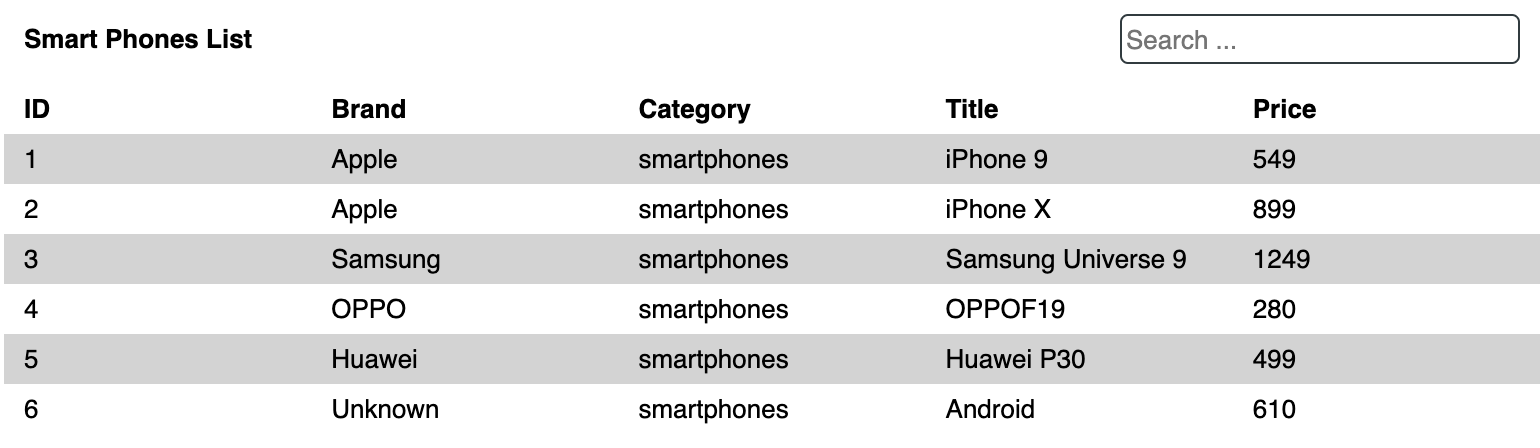 Smart Phones List Search ...
ID Brand Category Title Price
1 Apple smartphones iPhone 9 549
2 Apple smartphones iPhone X 899
3 Samsung smartphones Samsung Universe 9 1249
4 OPPO smartphones OPPOF19 280
5 Huawei smartphones Huawei P30 499
6 Unknown smartphones Android 610